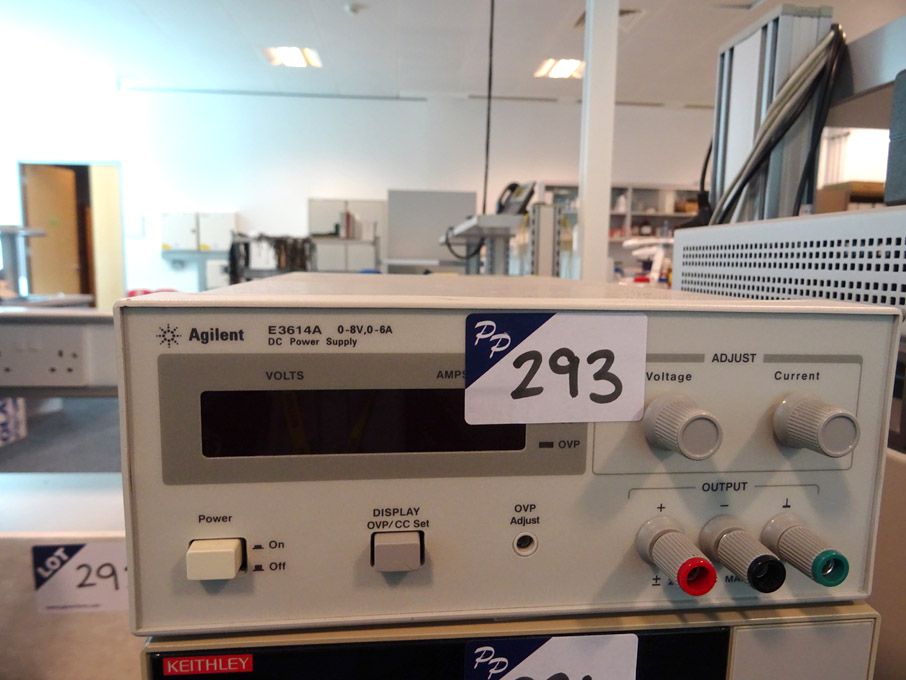 Agilent
E3614A 0-8V,0-6A
DC Power Supply
PP
293
VOLTS
AMPS
OVP
ADJUST
Voltage
Current
OUTPUT
+
−
±
Power
On
Off
DISPLAY
OVP/CC Set
OVP
Adjust
LOT
29
KEITHLEY
PP